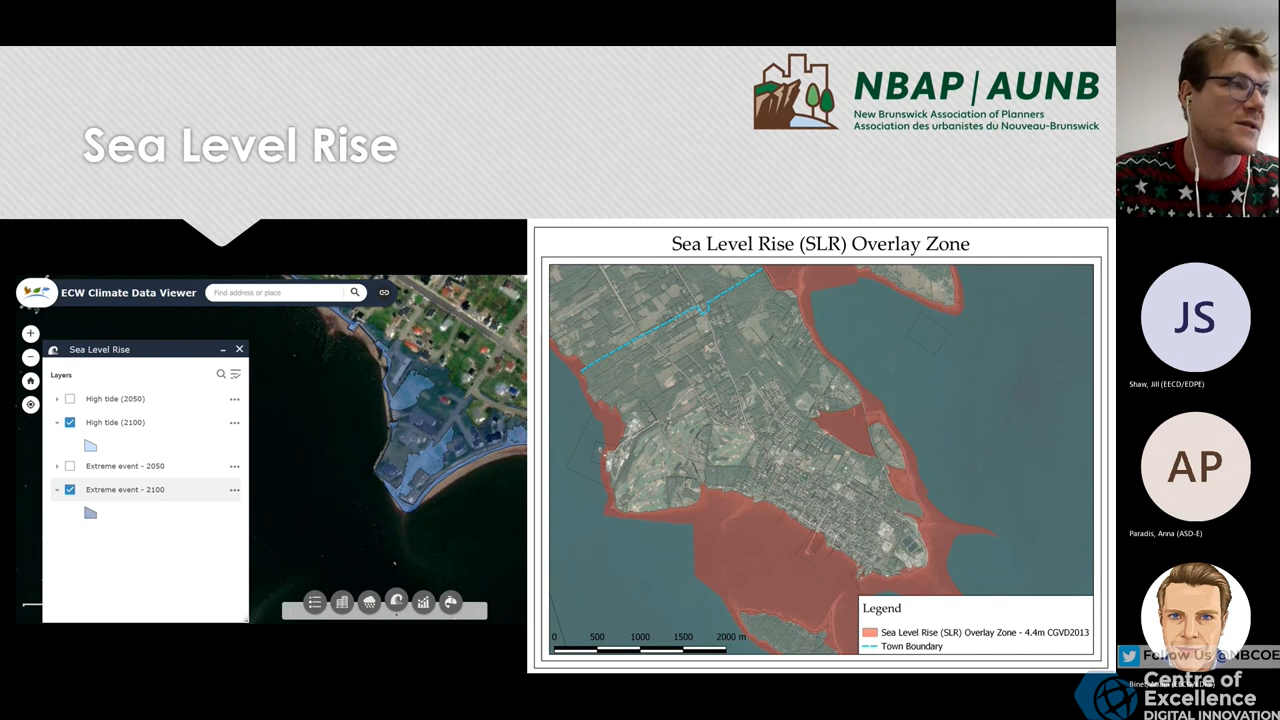 Sea Level Rise
NBAP | AUNB
New Brunswick Association of Planners
Association des urbanistes du Nouveau-Brunswick
ECW Climate Data Viewer
Find address or place
Sea Level Rise
Layers
High tide (2050)
High tide (2100)
Extreme event - 2050
Extreme event - 2100
Sea Level Rise (SLR) Overlay Zone
0 500 1000 1500 2000 m
Legend
Sea Level Rise (SLR) Overlay Zone - 4.4m CGVD2013
Town Boundary
JS
Shaw, Jill (EECD/EDPE)
AP
Paradis, Anna (ASD-E)
Follow Us @NBCOE
Centre of
Excellence
DIGITAL INNOVATION